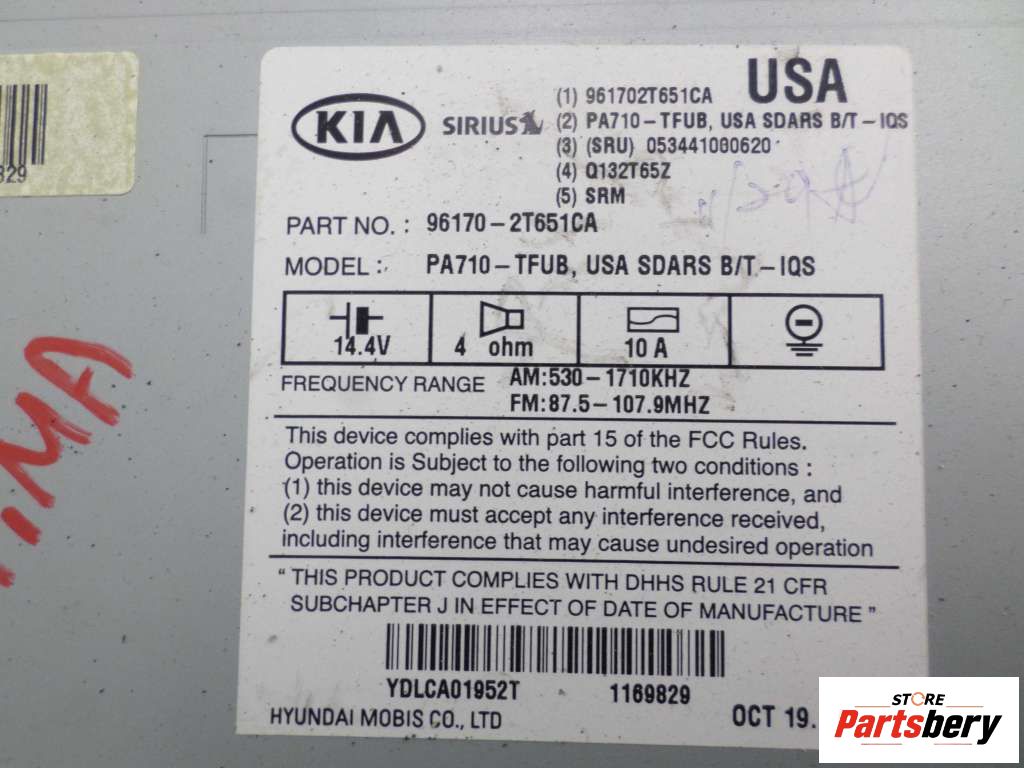 USA
KIA SIRIUS
(1) 961702T651CA
(2) PA710-TFUB, USA SDARS B/T-IQS
(3) (SRU) 053441000620
(4) Q132T65Z
(5) SRM
PART NO. : 96170-2T651CA
MODEL : PA710-TFUB, USA SDARS B/T-IQS
14.4V 4 ohm 10 A
FREQUENCY RANGE AM:530-1710KHZ
FM:87.5-107.9MHZ
This device complies with part 15 of the FCC Rules.
Operation is Subject to the following two conditions :
(1) this device may not cause harmful interference, and
(2) this device must accept any interference received,
including interference that may cause undesired operation
" THIS PRODUCT COMPLIES WITH DHHS RULE 21 CFR
SUBCHAPTER J IN EFFECT OF DATE OF MANUFACTURE "
YDLCA01952T 1169829
HYUNDAI MOBIS CO., LTD OCT 19.
829
IMA
STORE
Partsbery